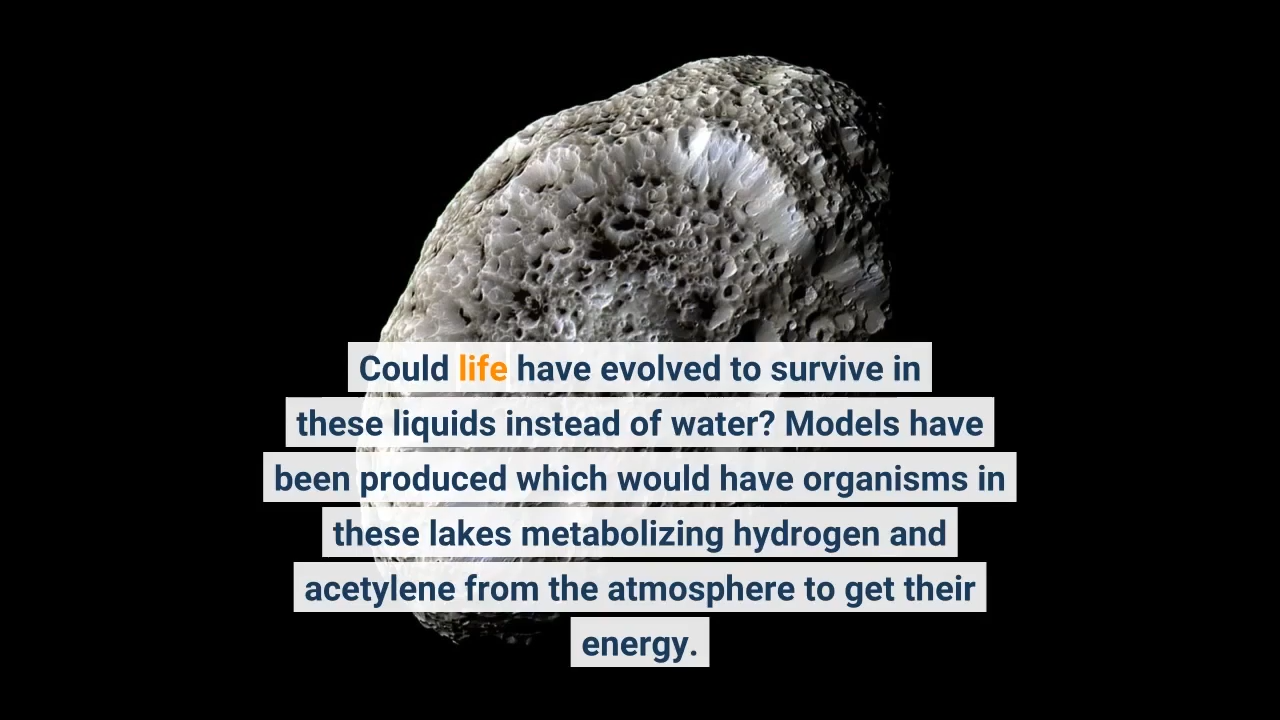 Could life have evolved to survive in
these liquids instead of water? Models have
been produced which would have organisms in
these lakes metabolizing hydrogen and
acetylene from the atmosphere to get their
energy.